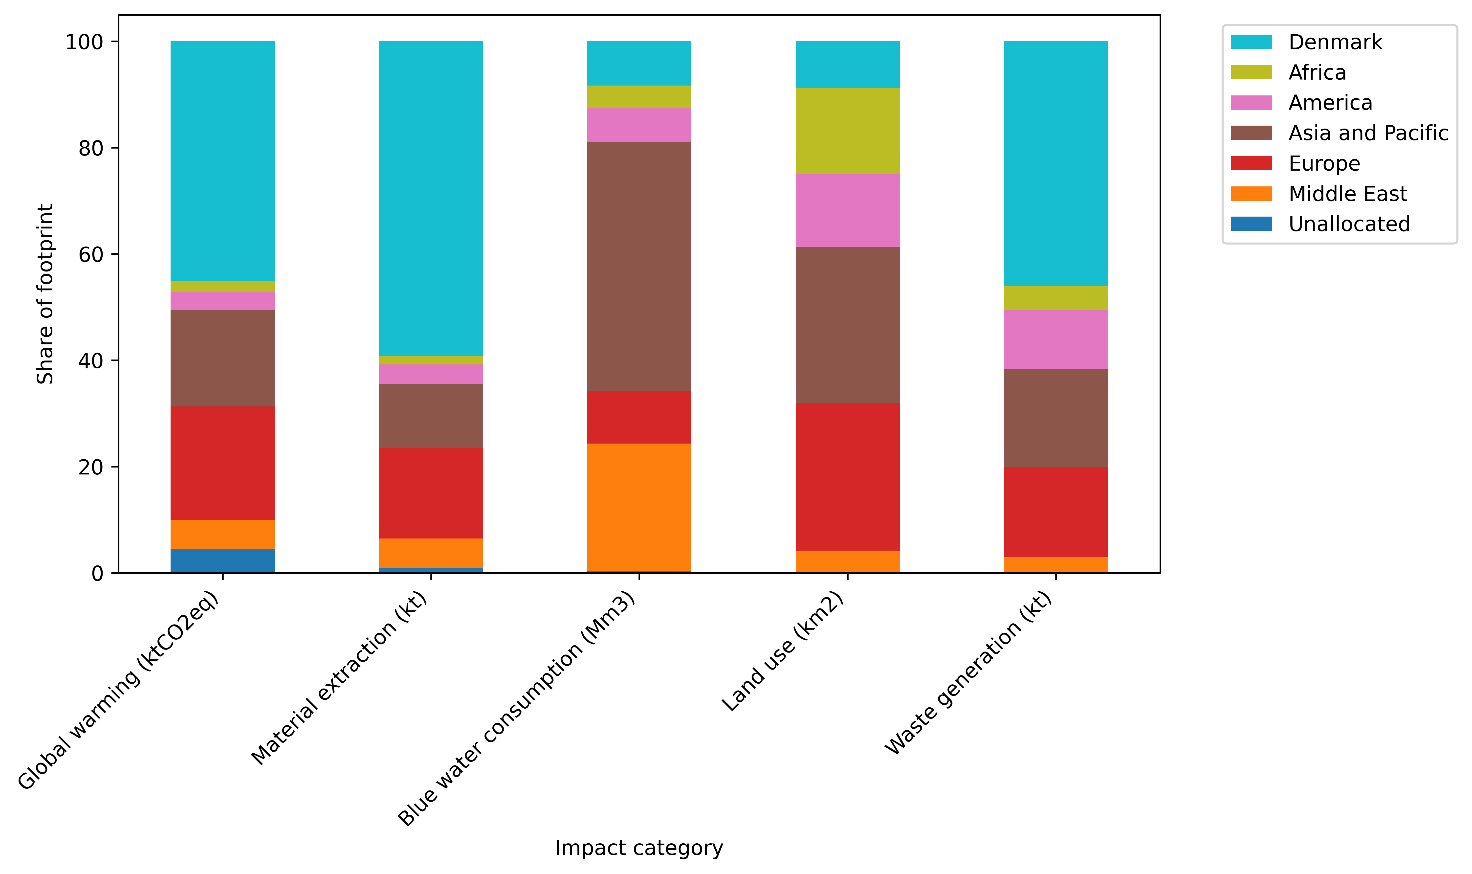 100
80
60
40
20
0
Share of footprint
Global warming (ktCO2eq)
Material extraction (kt)
Blue water consumption (Mm3)
Land use (km2)
Waste generation (kt)
Impact category
Denmark
Africa
America
Asia and Pacific
Europe
Middle East
Unallocated